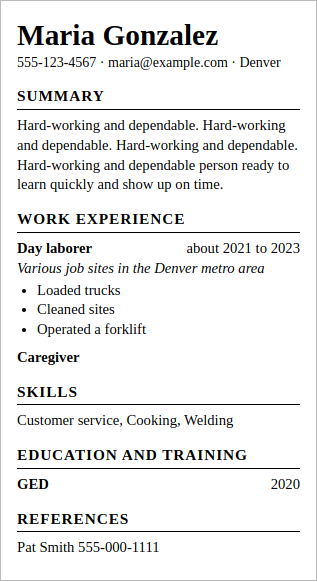 Maria Gonzalez
555-123-4567 · maria@example.com · Denver
SUMMARY
Hard-working and dependable. Hard-working
and dependable. Hard-working and dependable.
Hard-working and dependable person ready to
learn quickly and show up on time.
WORK EXPERIENCE
Day laborer about 2021 to 2023
Various job sites in the Denver metro area
• Loaded trucks
• Cleaned sites
• Operated a forklift
Caregiver
SKILLS
Customer service, Cooking, Welding
EDUCATION AND TRAINING
GED 2020
REFERENCES
Pat Smith 555-000-1111